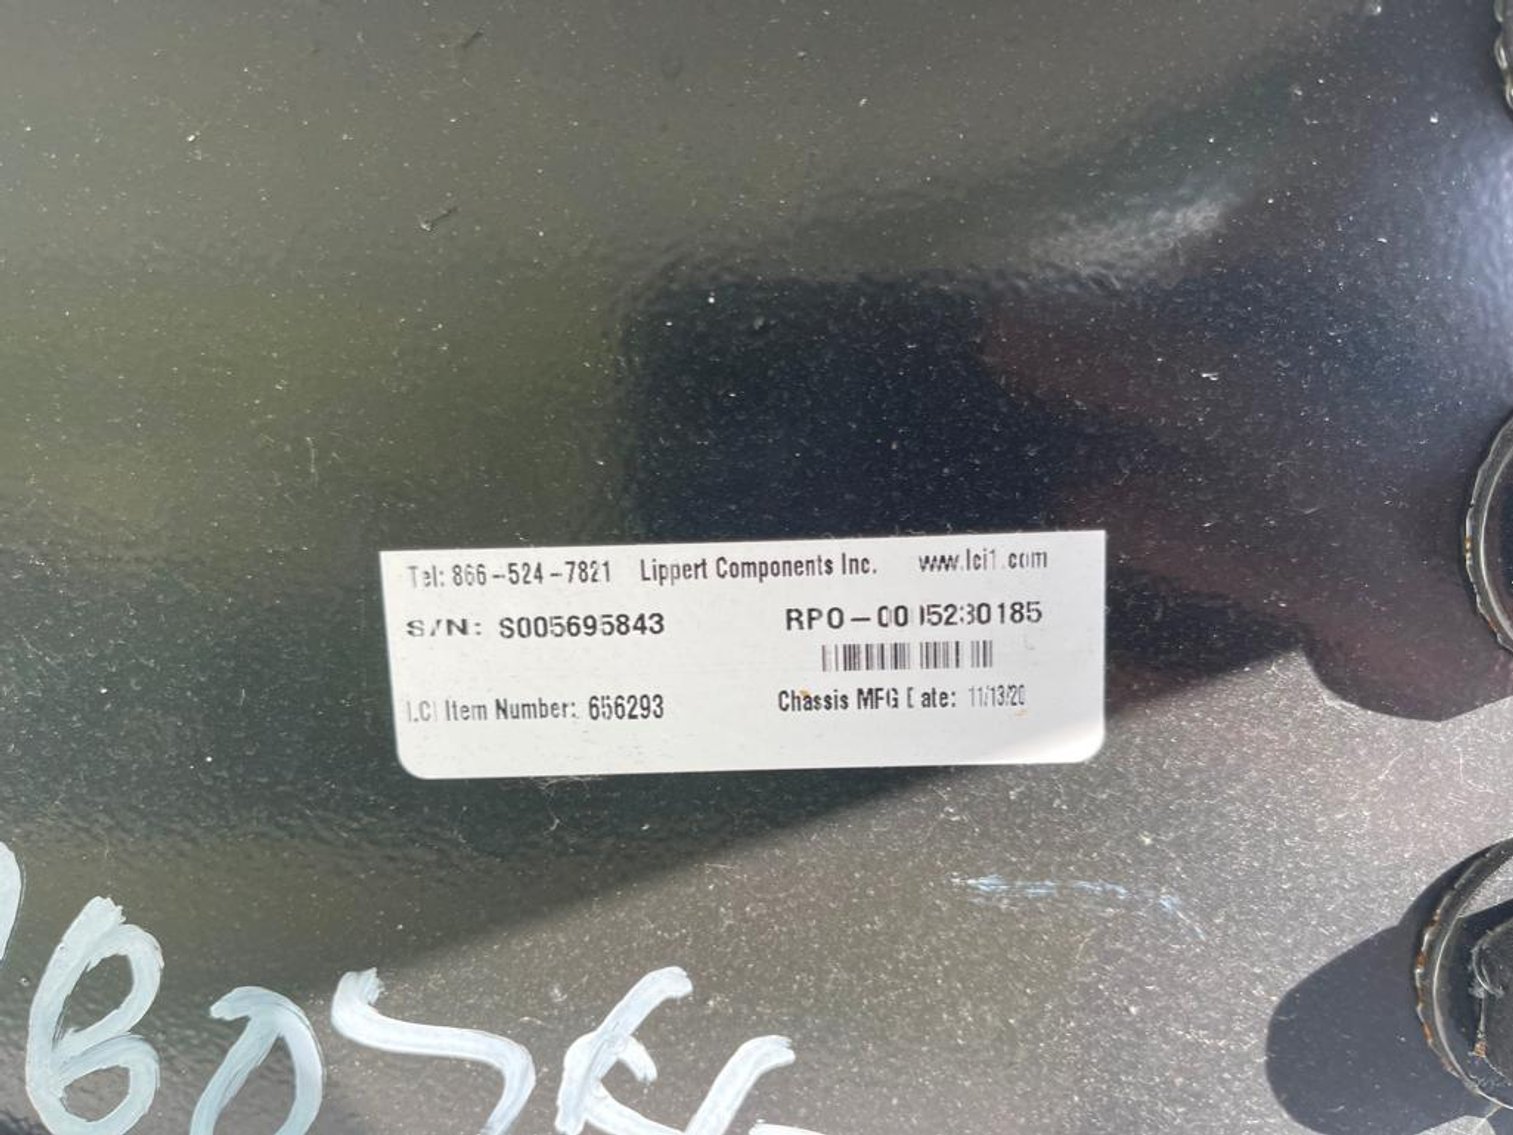 Tel: 866-524-7821 Lippert Components Inc. www.lci1.com
S/N: S005695843 RPO-0005230185
LCI Item Number: 656293 Chassis MFG Date: 11/13/20